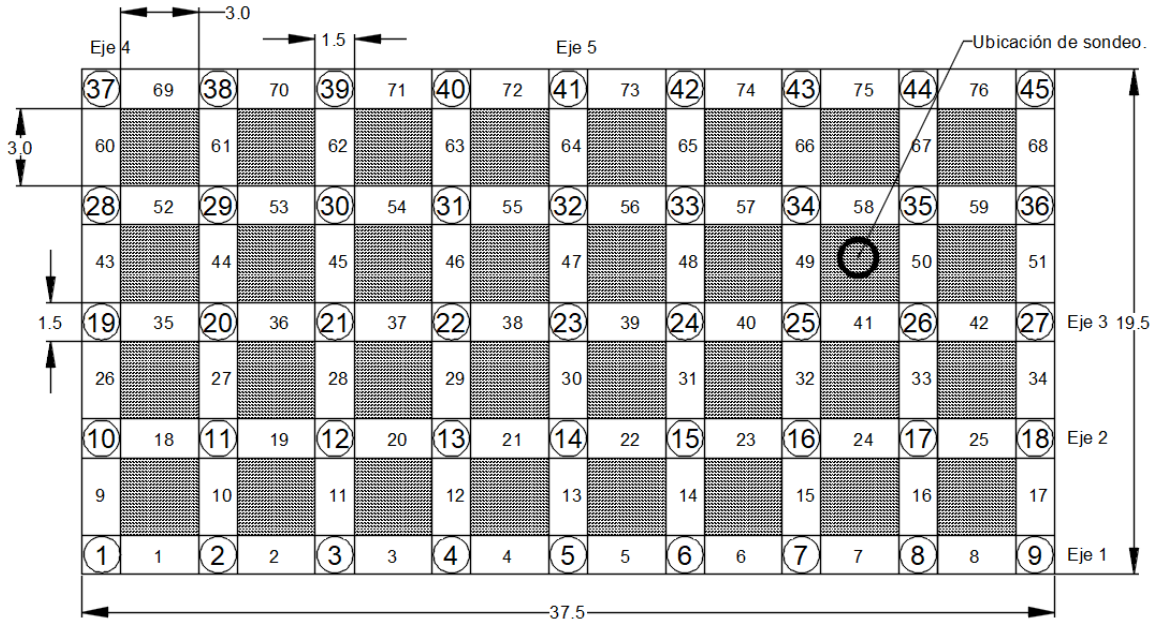 3.0
Eje 4
1.5
Eje 5
Ubicación de sondeo.
37 69 38 70 39 71 40 72 41 73 42 74 43 75 44 76 45
3.0
60 61 62 63 64 65 66 67 68
28 52 29 53 30 54 31 55 32 56 33 57 34 58 35 59 36
43 44 45 46 47 48 49 50 51
1.5 19 35 20 36 21 37 22 38 23 39 24 40 25 41 26 42 27 Eje 3 19.5
26 27 28 29 30 31 32 33 34
10 18 11 19 12 20 13 21 14 22 15 23 16 24 17 25 18 Eje 2
9 10 11 12 13 14 15 16 17
1 1 2 2 3 3 4 4 5 5 6 6 7 7 8 8 9 Eje 1
37.5